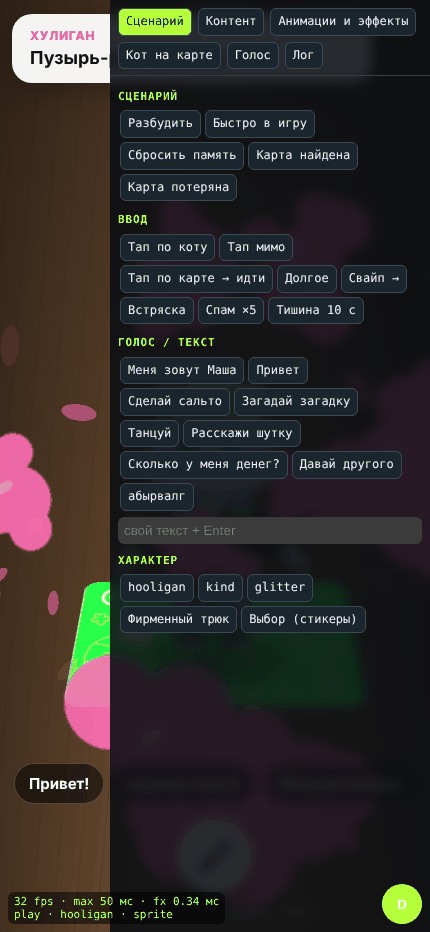 ХУЛИГАН
Пузырь-
Сценарий Контент Анимации и эффекты
Кот на карте Голос Лог
СЦЕНАРИЙ
Разбудить Быстро в игру
Сбросить память Карта найдена
Карта потеряна
ВВОД
Тап по коту Тап мимо
Тап по карте → идти Долгое Свайп →
Встряска Спам ×5 Тишина 10 с
ГОЛОС / ТЕКСТ
Меня зовут Маша Привет
Сделай сальто Загадай загадку
Танцуй Расскажи шутку
Сколько у меня денег? Давай другого
абырвалг
свой текст + Enter
ХАРАКТЕР
hooligan kind glitter
Фирменный трюк Выбор (стикеры)
Привет!
32 fps · max 50 мс · fx 0.34 мс
play · hooligan · sprite
D